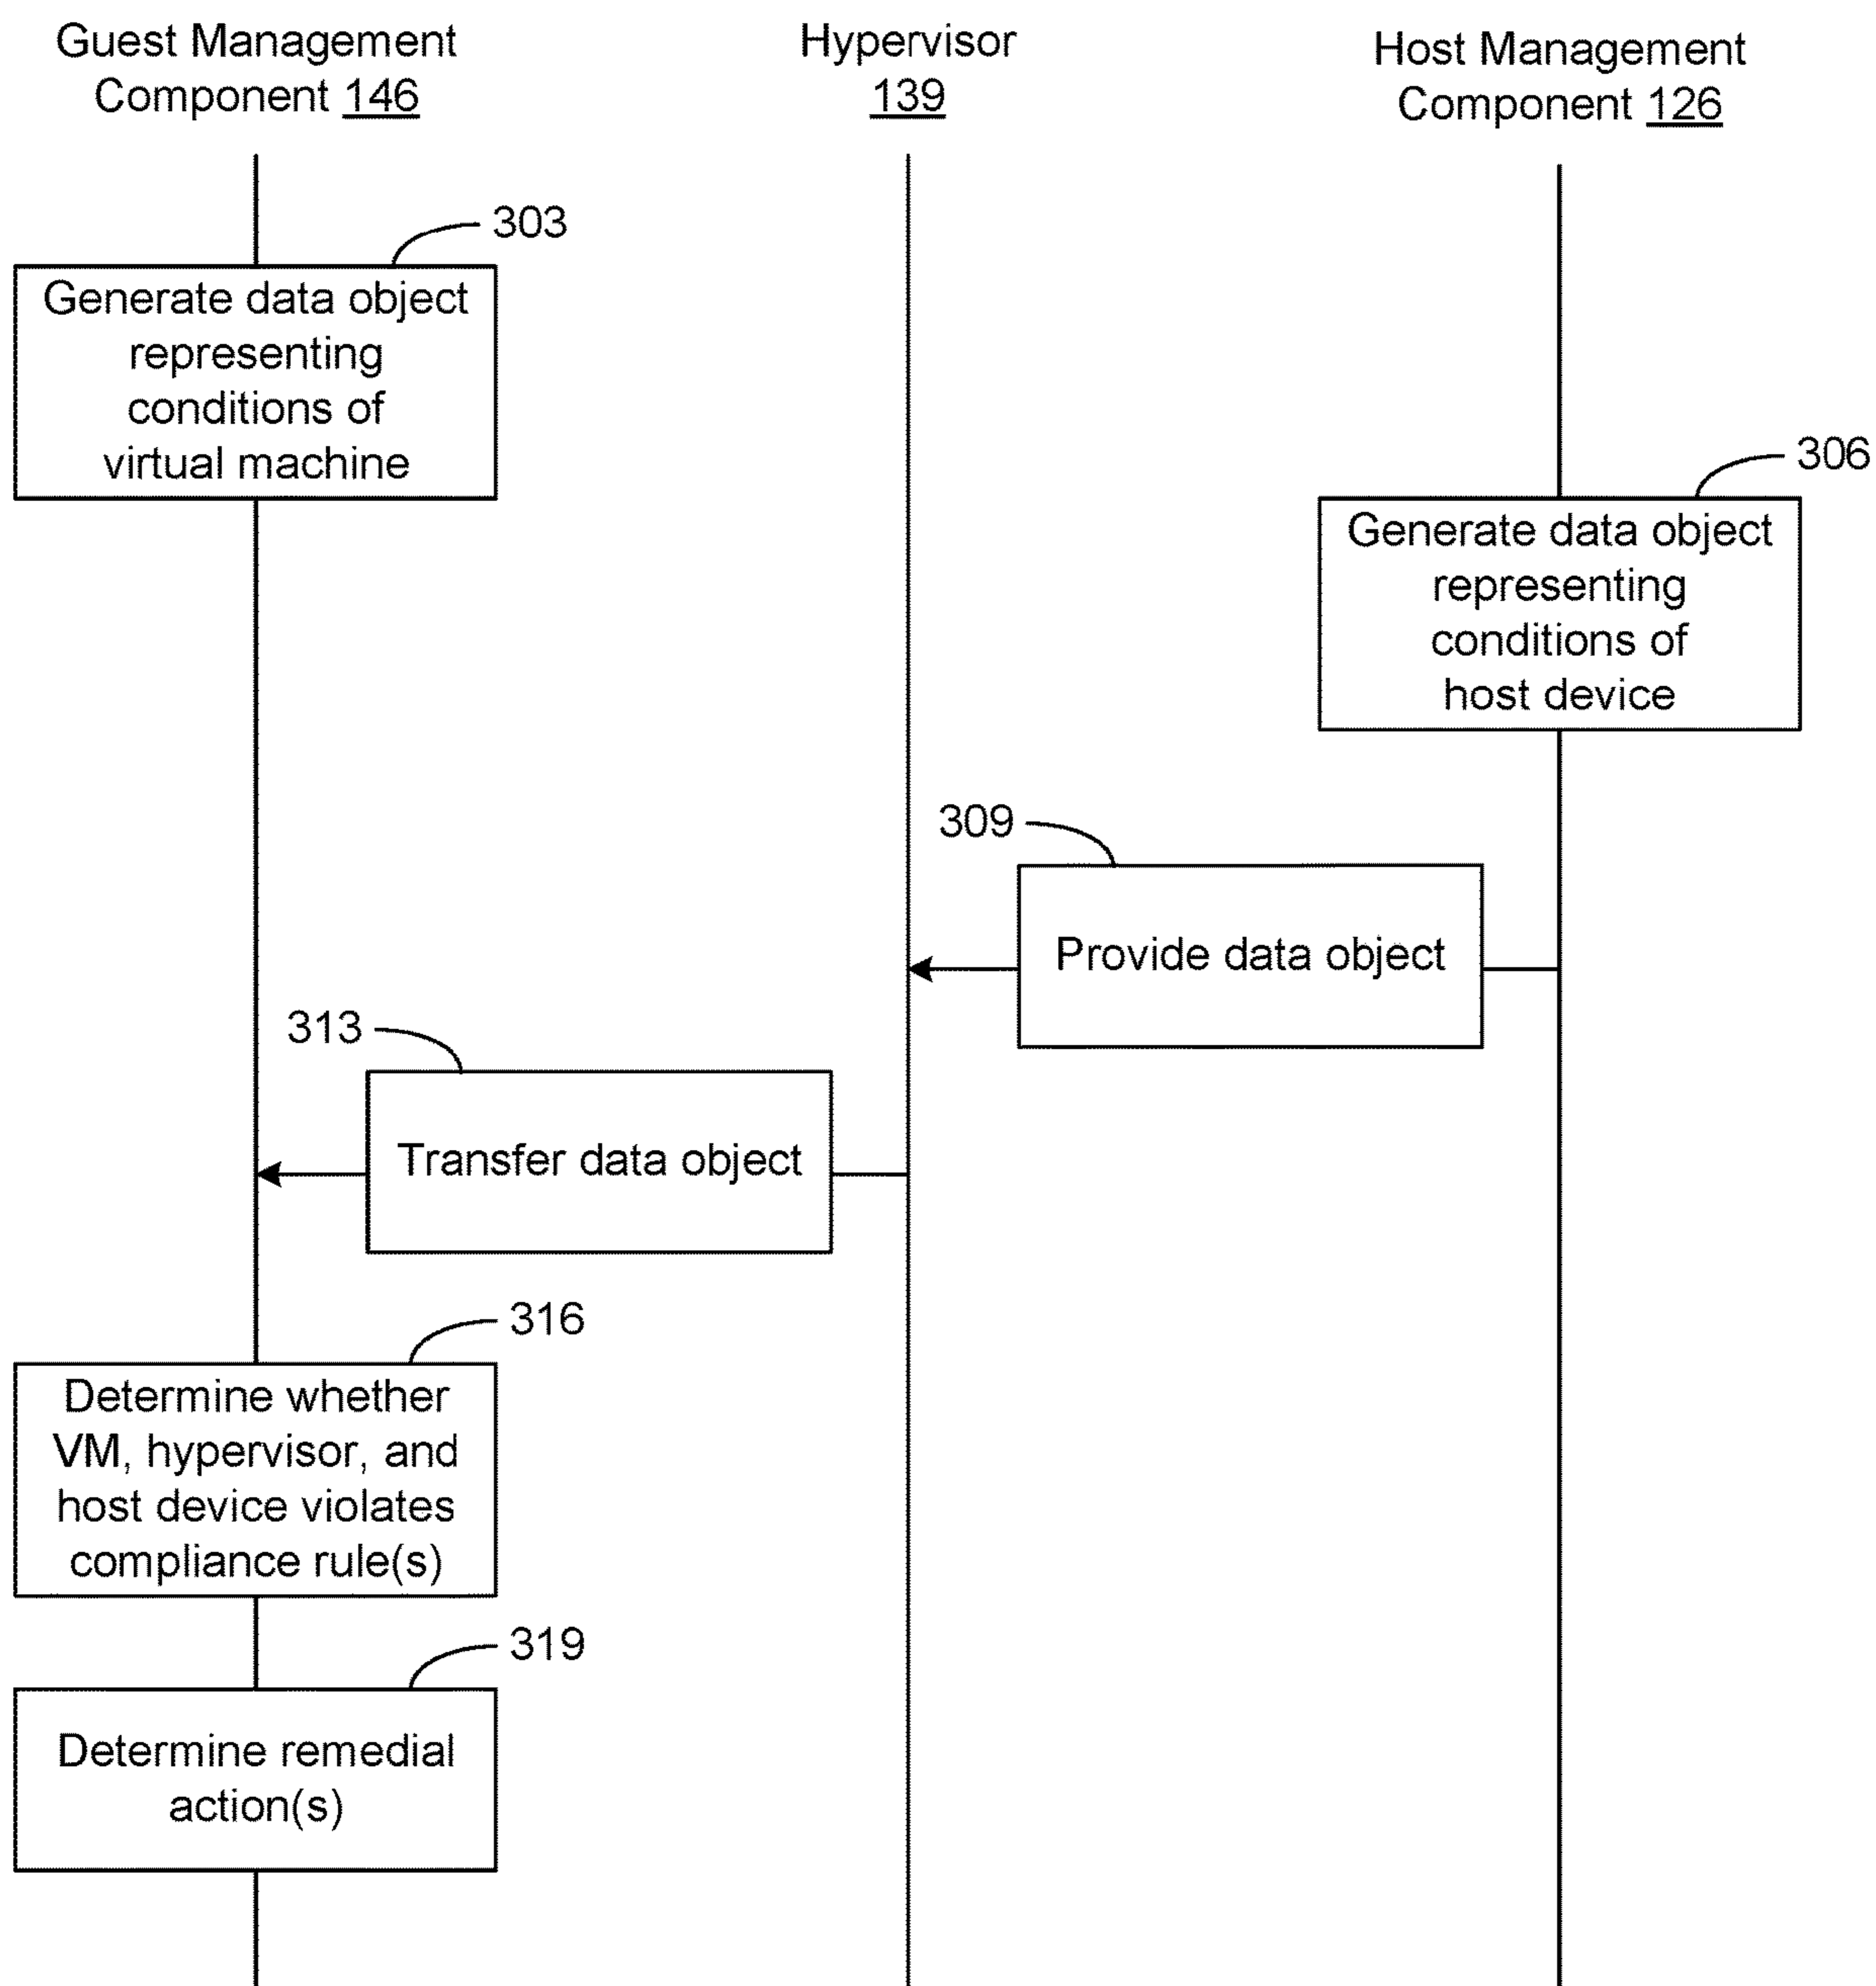 Guest Management
Component 146
Hypervisor
139
Host Management
Component 126
303
Generate data object
representing
conditions of
virtual machine
306
Generate data object
representing
conditions of
host device
309
Provide data object
313
Transfer data object
316
Determine whether
VM, hypervisor, and
host device violates
compliance rule(s)
319
Determine remedial
action(s)